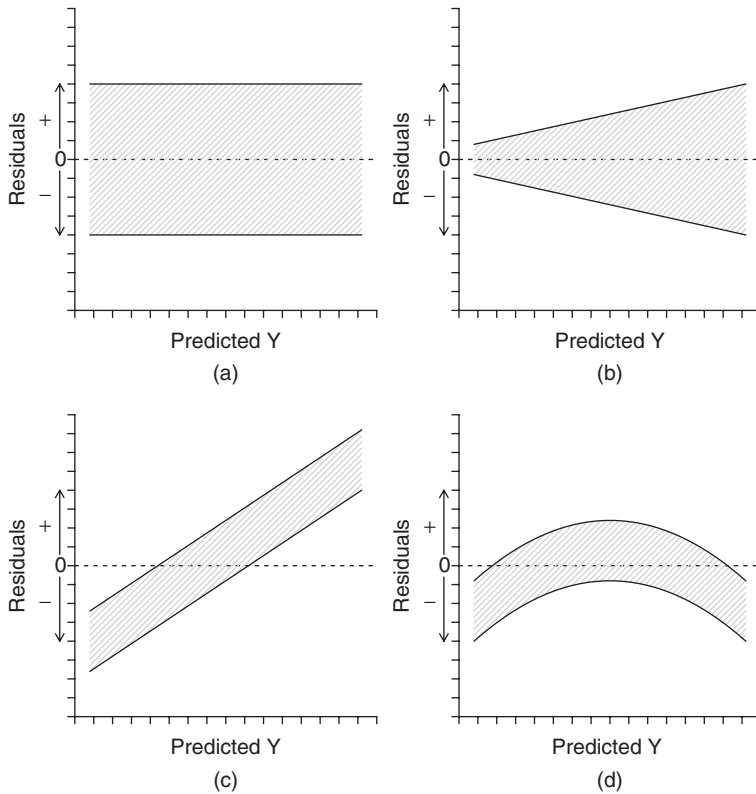 Residuals
+
0
−
Predicted Y
(a)
Residuals
+
0
−
Predicted Y
(b)
Residuals
+
0
−
Predicted Y
(c)
Residuals
+
0
−
Predicted Y
(d)